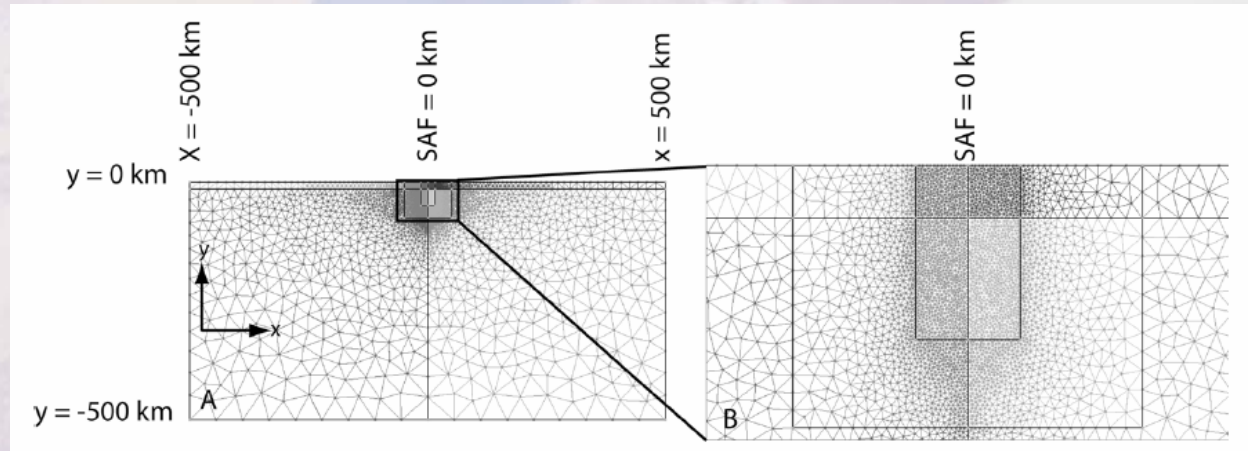 X = -500 km
SAF = 0 km
x = 500 km
SAF = 0 km
y = 0 km
y
x
A
B
y = -500 km